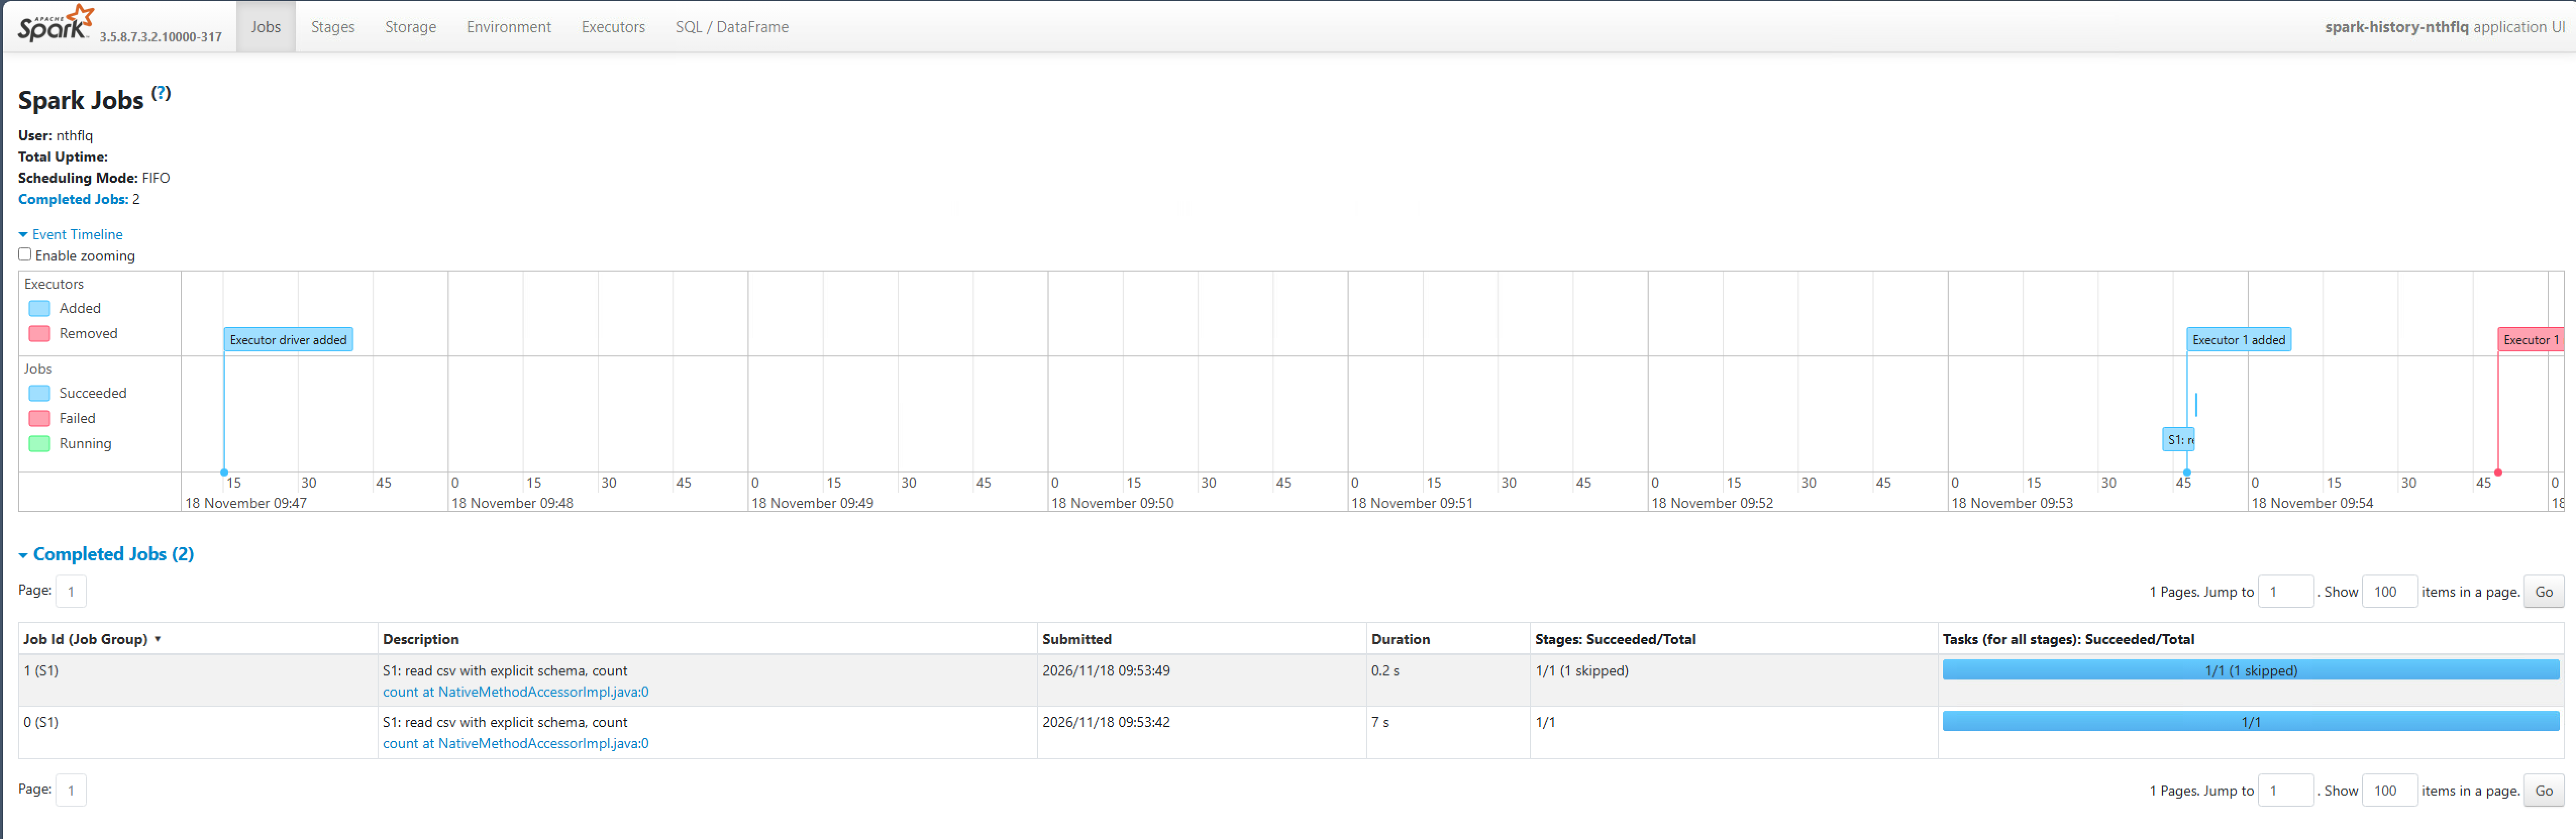 APACHE
Spark 3.5.8.7.3.2.10000-317 Jobs Stages Storage Environment Executors SQL / DataFrame spark-history-nthflq application UI
Spark Jobs (?)
User: nthflq
Total Uptime:
Scheduling Mode: FIFO
Completed Jobs: 2
Event Timeline
Enable zooming
Executors
Added
Removed
Executor driver added Executor 1 added Executor 1
Jobs
Succeeded
Failed
Running
S1: re
15 30 45 0 15 30 45 0 15 30 45 0 15 30 45 0 15 30 45 0 15 30 45 0 15 30 45 0 15 30 45 0
18 November 09:47 18 November 09:48 18 November 09:49 18 November 09:50 18 November 09:51 18 November 09:52 18 November 09:53 18 November 09:54 18
Completed Jobs (2)
Page: 1 1 Pages. Jump to 1 . Show 100 items in a page. Go
Job Id (Job Group) ▾ Description Submitted Duration Stages: Succeeded/Total Tasks (for all stages): Succeeded/Total
1 (S1) S1: read csv with explicit schema, count 2026/11/18 09:53:49 0.2 s 1/1 (1 skipped) 1/1 (1 skipped)
count at NativeMethodAccessorImpl.java:0
0 (S1) S1: read csv with explicit schema, count 2026/11/18 09:53:42 7 s 1/1 1/1
count at NativeMethodAccessorImpl.java:0
Page: 1 1 Pages. Jump to 1 . Show 100 items in a page. Go